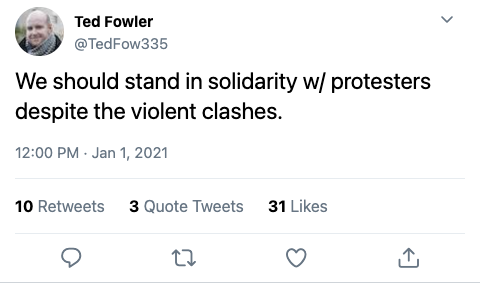 Ted Fowler
@TedFow335
We should stand in solidarity w/ protesters
despite the violent clashes.
12:00 PM · Jan 1, 2021
10 Retweets 3 Quote Tweets 31 Likes